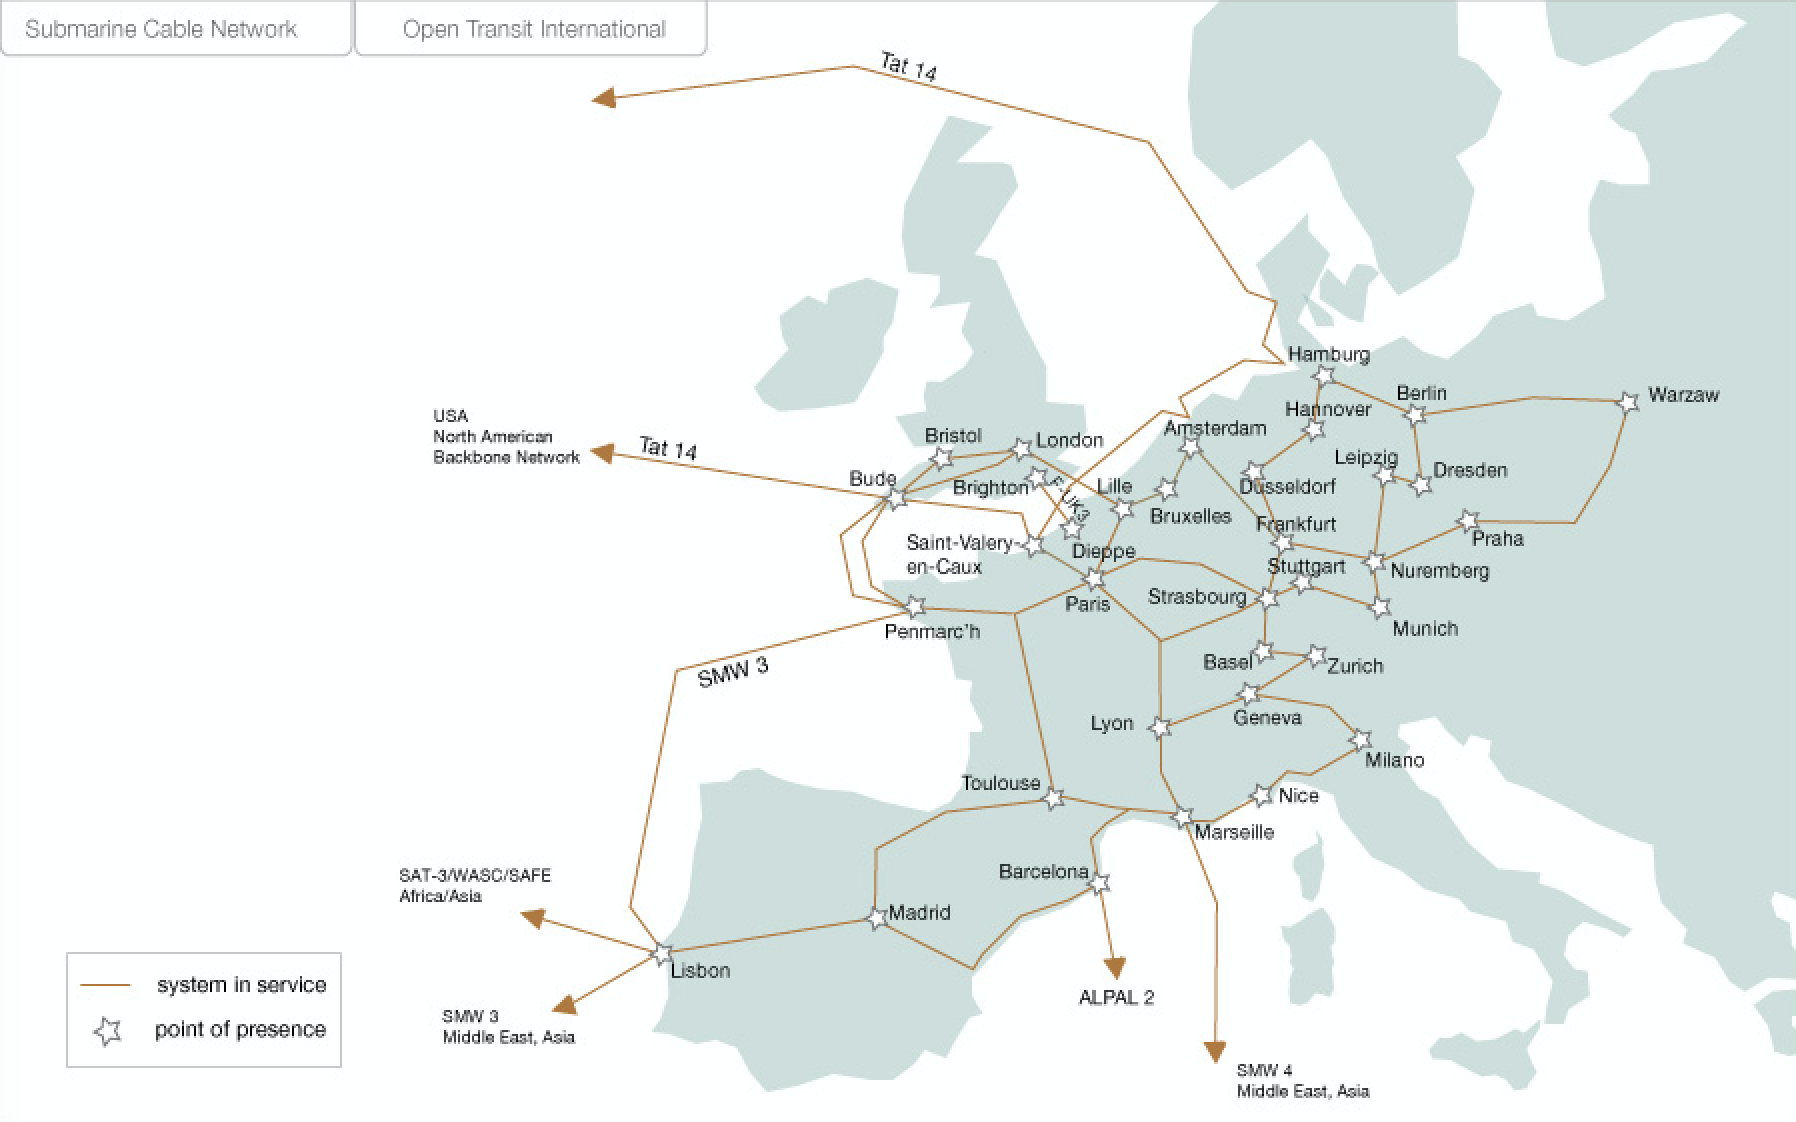 Submarine Cable Network
Open Transit International
Tat 14
Hamburg
Berlin
Warzaw
Hannover
USA
North American
Backbone Network
Tat 14
Bristol
London
Amsterdam
Leipzig
Dresden
Bude
Brighton
F-UK3
Lille
Düsseldorf
Bruxelles
Frankfurt
Saint-Valery-
en-Caux
Dieppe
Praha
Stuttgart
Nuremberg
Paris
Strasbourg
Penmarc'h
Munich
SMW 3
Basel
Zurich
Lyon
Geneva
Milano
Toulouse
Nice
Marseille
Barcelona
SAT-3/WASC/SAFE
Africa/Asia
Madrid
Lisbon
system in service
point of presence
ALPAL 2
SMW 3
Middle East, Asia
SMW 4
Middle East, Asia